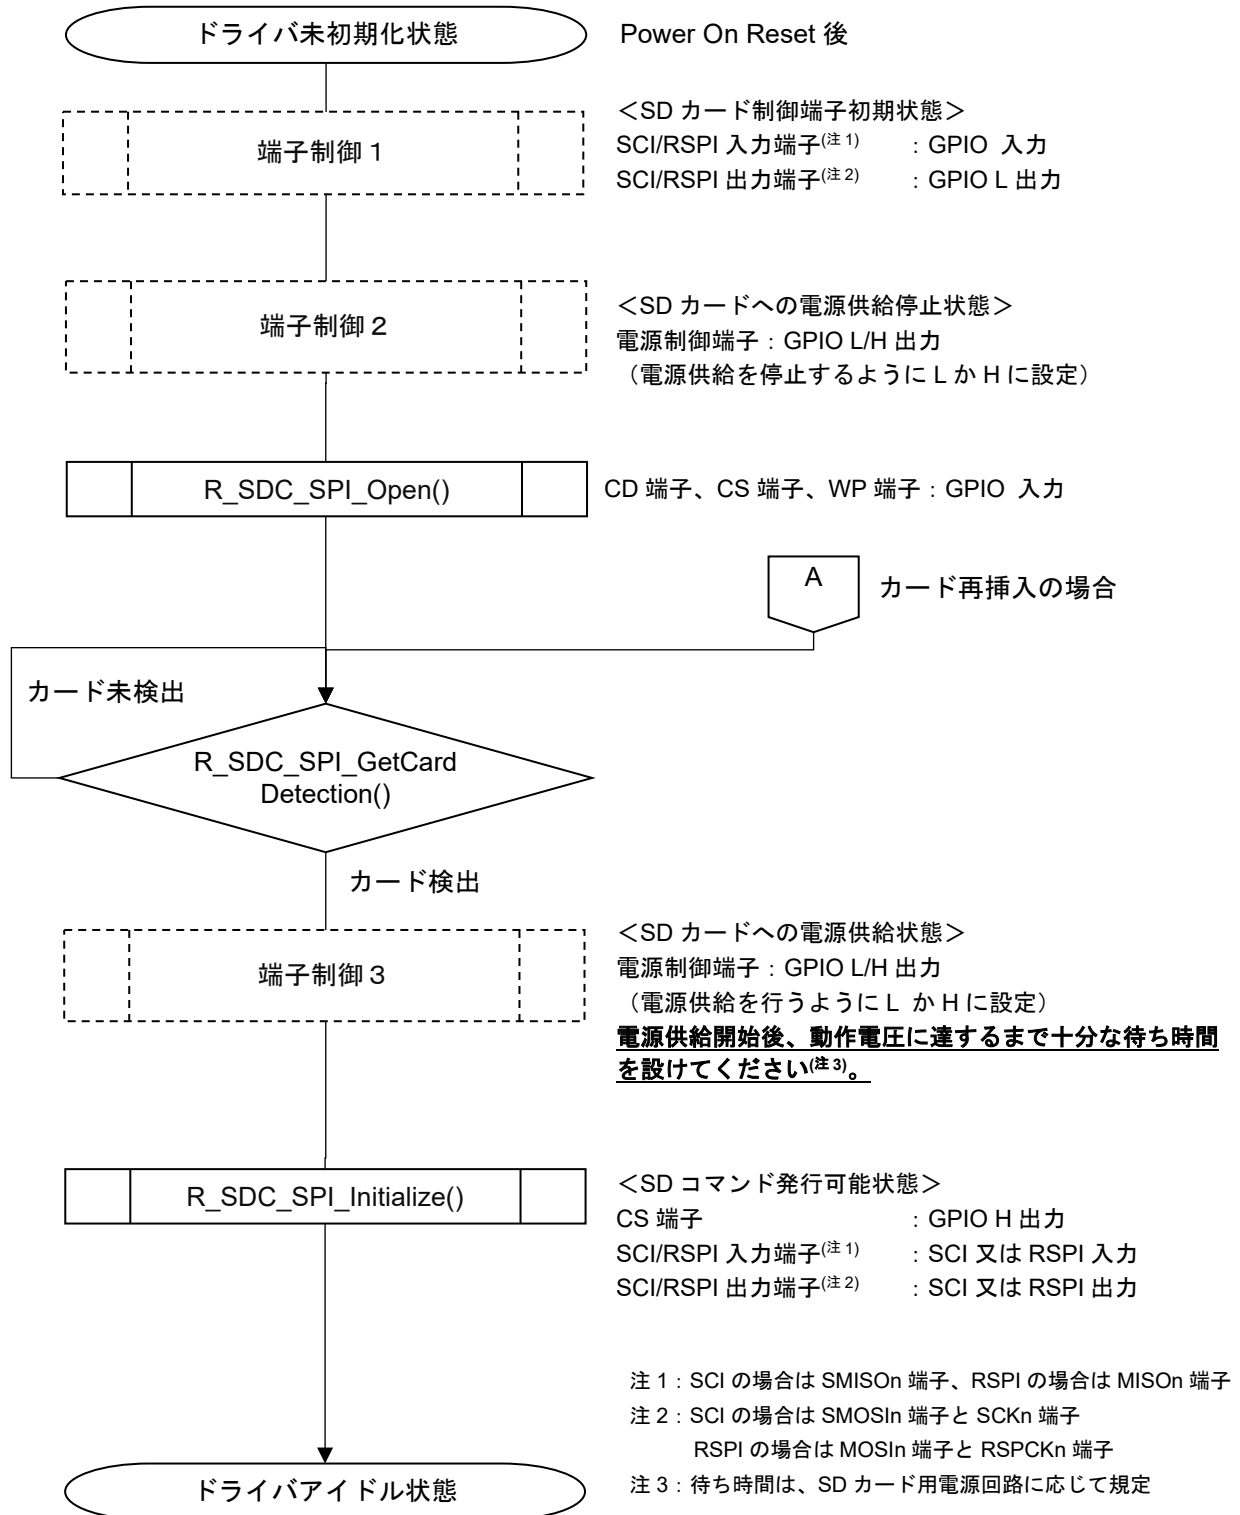 ドライバ未初期化状態
Power On Reset 後
端子制御１
＜SD カード制御端子初期状態＞
SCI/RSPI 入力端子(注 1) ：GPIO 入力
SCI/RSPI 出力端子(注 2) ：GPIO L 出力
端子制御２
＜SD カードへの電源供給停止状態＞
電源制御端子：GPIO L/H 出力
（電源供給を停止するように L か H に設定）
R_SDC_SPI_Open()
CD 端子、CS 端子、WP 端子：GPIO 入力
A
カード再挿入の場合
カード未検出
R_SDC_SPI_GetCard
Detection()
カード検出
端子制御３
＜SD カードへの電源供給状態＞
電源制御端子：GPIO L/H 出力
（電源供給を行うように L か H に設定）
電源供給開始後、動作電圧に達するまで十分な待ち時間
を設けてください(注 3)。
R_SDC_SPI_Initialize()
＜SD コマンド発行可能状態＞
CS 端子 ：GPIO H 出力
SCI/RSPI 入力端子(注 1) ：SCI 又は RSPI 入力
SCI/RSPI 出力端子(注 2) ：SCI 又は RSPI 出力
注 1：SCI の場合は SMISOn 端子、RSPI の場合は MISOn 端子
注 2：SCI の場合は SMOSIn 端子と SCKn 端子
RSPI の場合は MOSIn 端子と RSPCKn 端子
注 3：待ち時間は、SD カード用電源回路に応じて規定
ドライバアイドル状態